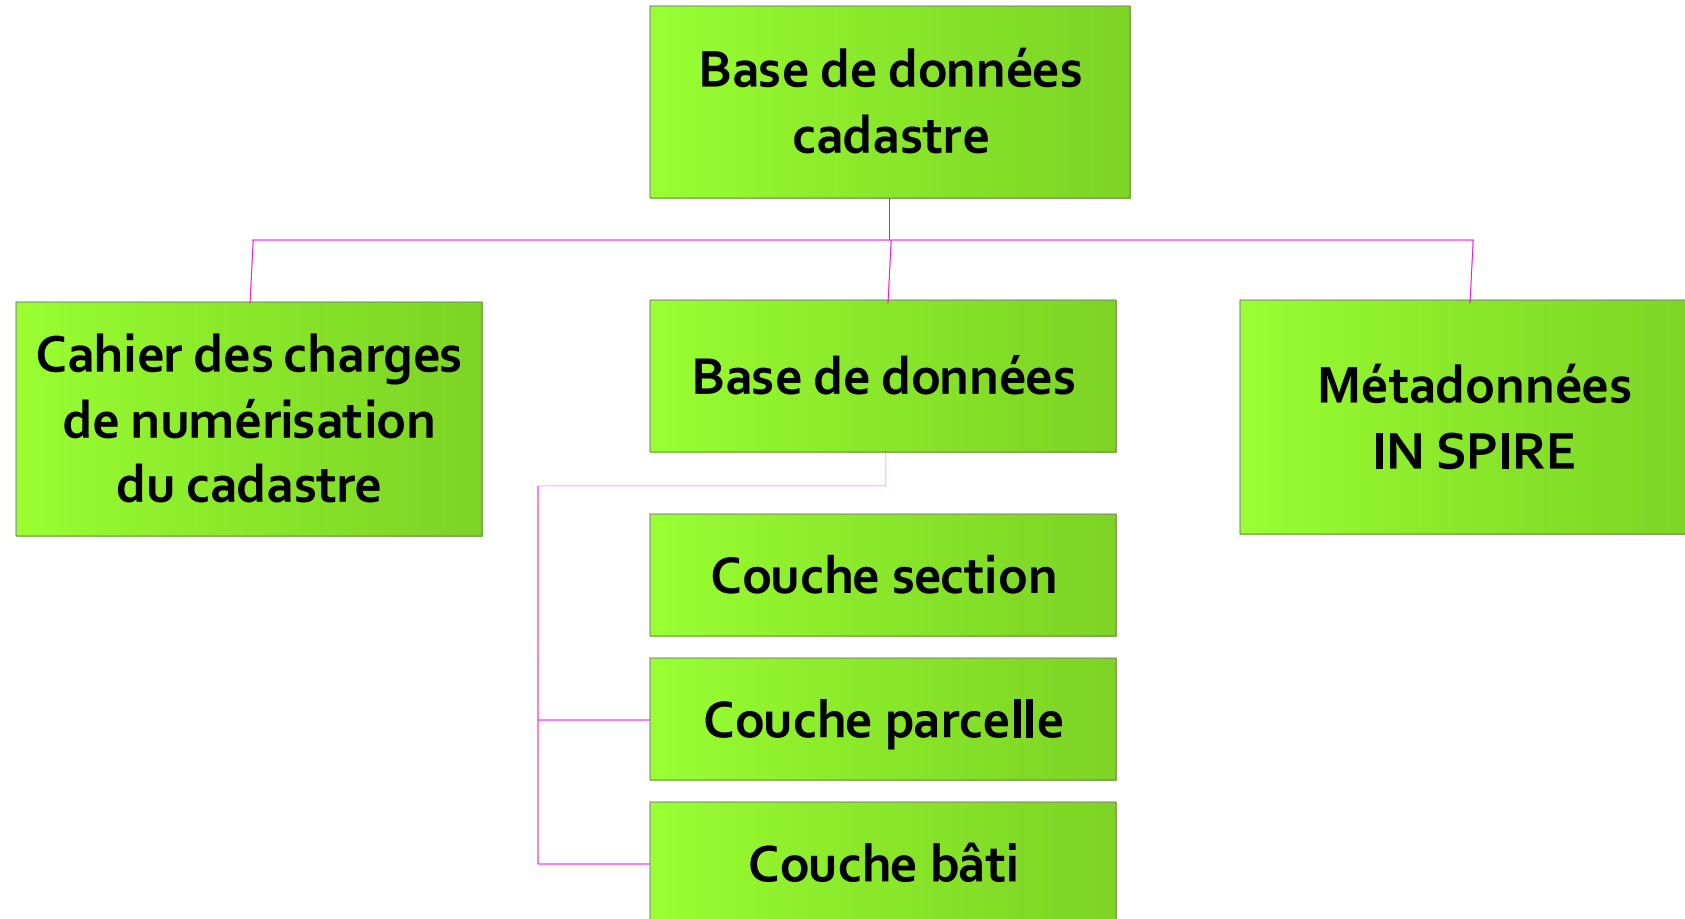 Base de données
cadastre
Cahier des charges
de numérisation
du cadastre
Base de données
Métadonnées
IN SPIRE
Couche section
Couche parcelle
Couche bâti